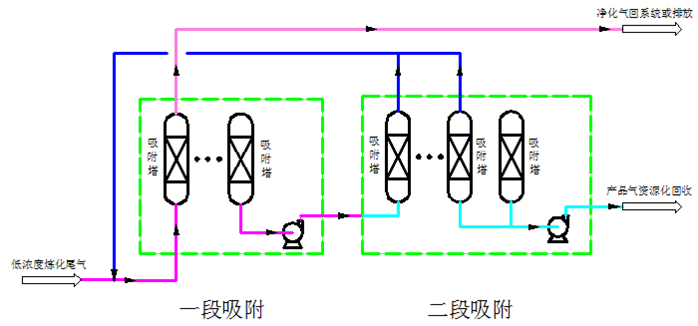 净化气回系统或排放
吸附塔
吸附塔
吸附塔
吸附塔
吸附塔
产品气资源化回收
低浓度炼化尾气
一段吸附
二段吸附